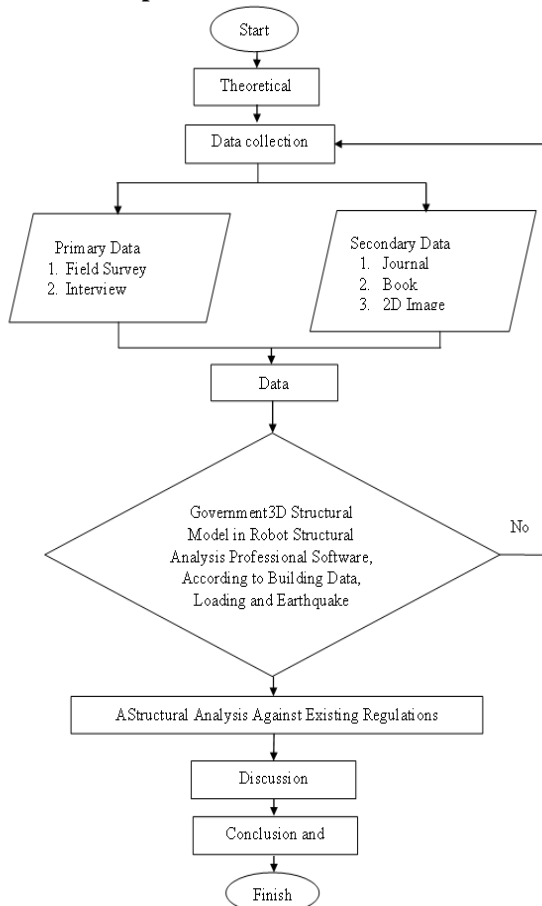 Start
Theoretical
Data collection
Primary Data
1. Field Survey
2. Interview
Secondary Data
1. Journal
2. Book
3. 2D Image
Data
Government3D Structural
Model in Robot Structural
Analysis Professional Software,
According to Building Data,
Loading and Earthquake
No
AStructural Analysis Against Existing Regulations
Discussion
Conclusion and
Finish